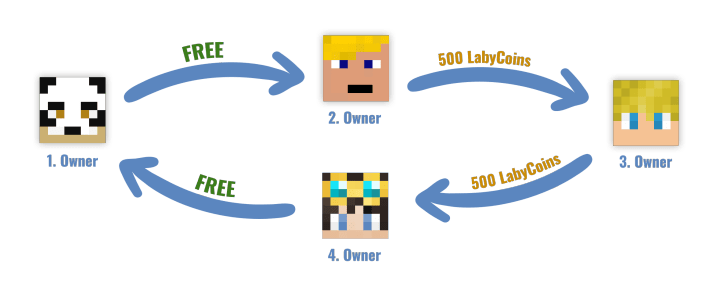 FREE
500 LabyCoins
1. Owner
2. Owner
3. Owner
FREE
500 LabyCoins
4. Owner